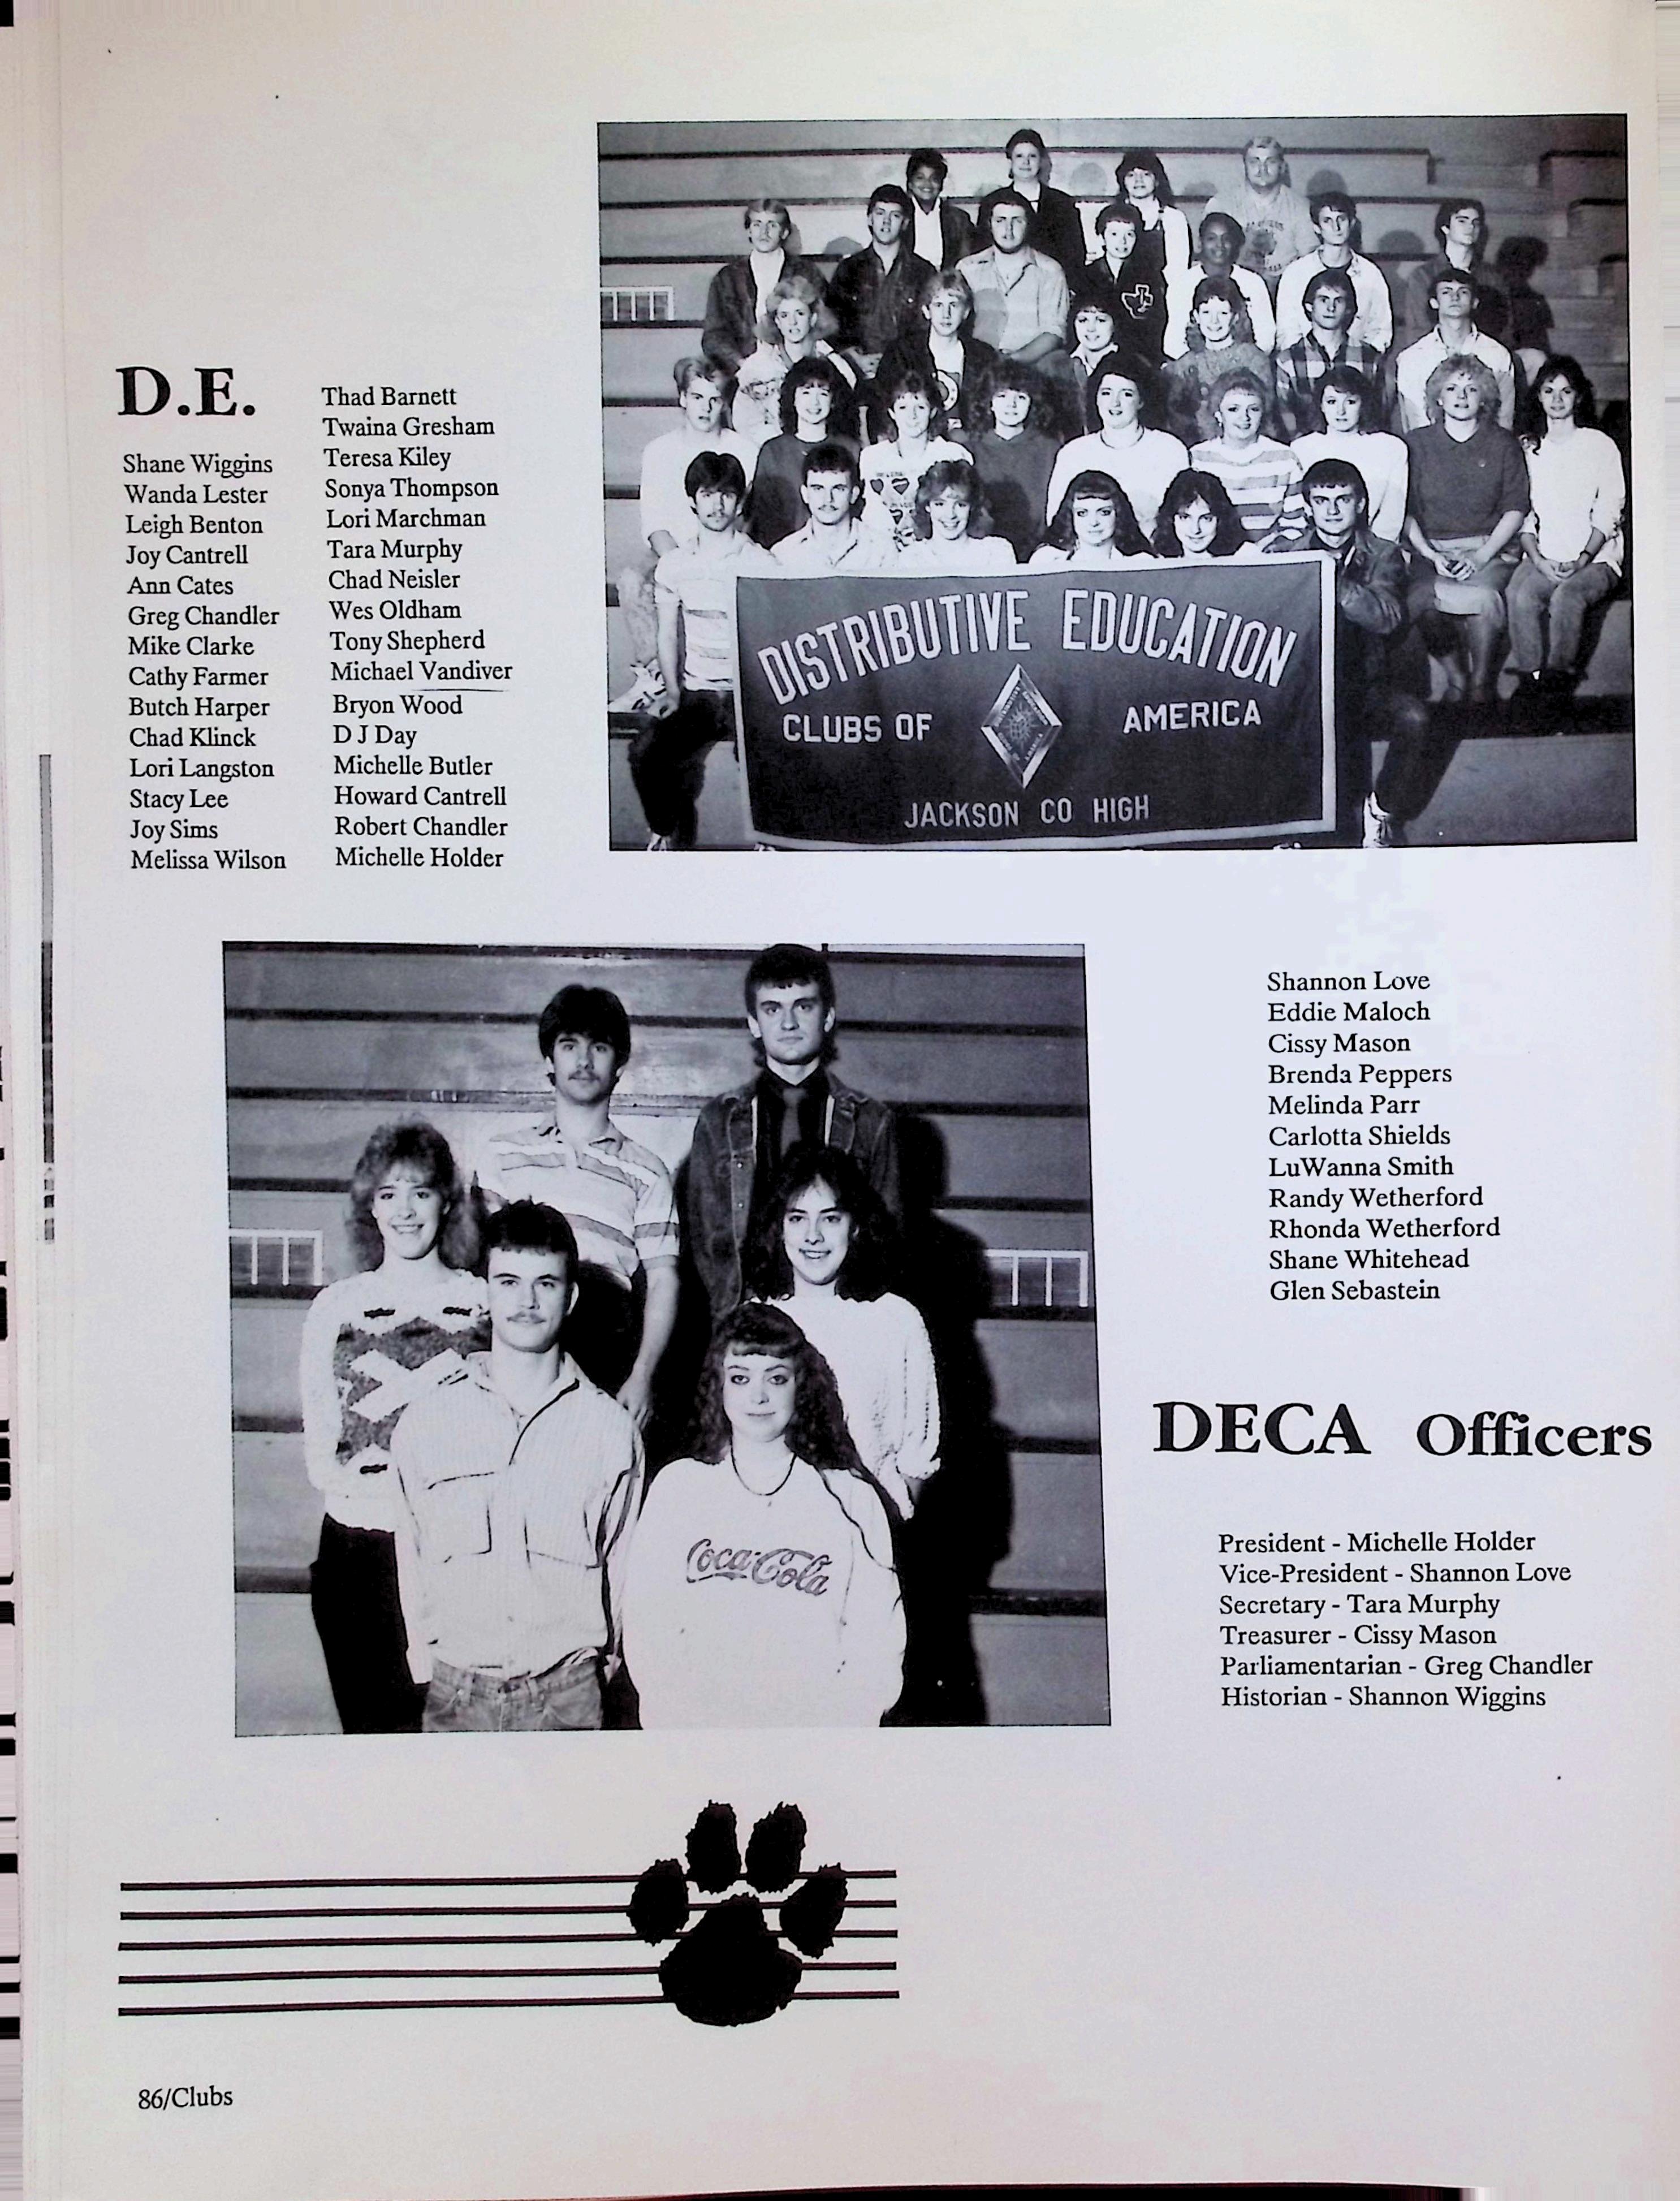 D.E.
Shane Wiggins
Wanda Lester
Leigh Benton
Joy Cantrell
Ann Cates
Greg Chandler
Mike Clarke
Cathy Farmer
Butch Harper
Chad Klinck
Lori Langston
Stacy Lee
Joy Sims
Melissa Wilson
Thad Barnett
Twaina Gresham
Teresa Kiley
Sonya Thompson
Lori Marchman
Tara Murphy
Chad Neisler
Wes Oldham
Tony Shepherd
Michael Vandiver
Bryon Wood
D J Day
Michelle Butler
Howard Cantrell
Robert Chandler
Michelle Holder
DISTRIBUTIVE EDUCATION
CLUBS OF AMERICA
JACKSON CO HIGH
Shannon Love
Eddie Maloch
Cissy Mason
Brenda Peppers
Melinda Parr
Carlotta Shields
LuWanna Smith
Randy Wetherford
Rhonda Wetherford
Shane Whitehead
Glen Sebastein
Coca-Cola
DECA Officers
President - Michelle Holder
Vice-President - Shannon Love
Secretary - Tara Murphy
Treasurer - Cissy Mason
Parliamentarian - Greg Chandler
Historian - Shannon Wiggins
86/Clubs